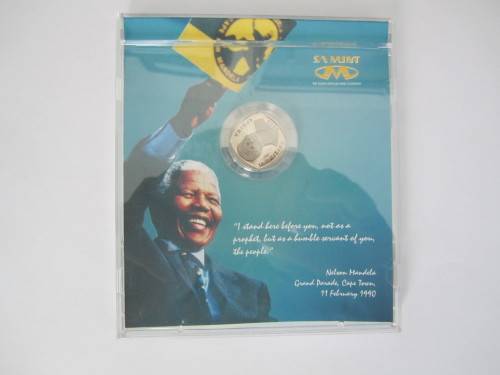 SA MINT
"I stand here before you, not as a
prophet, but as a humble servant of you,
the people."
Nelson Mandela
Grand Parade, Cape Town,
11 February 1990